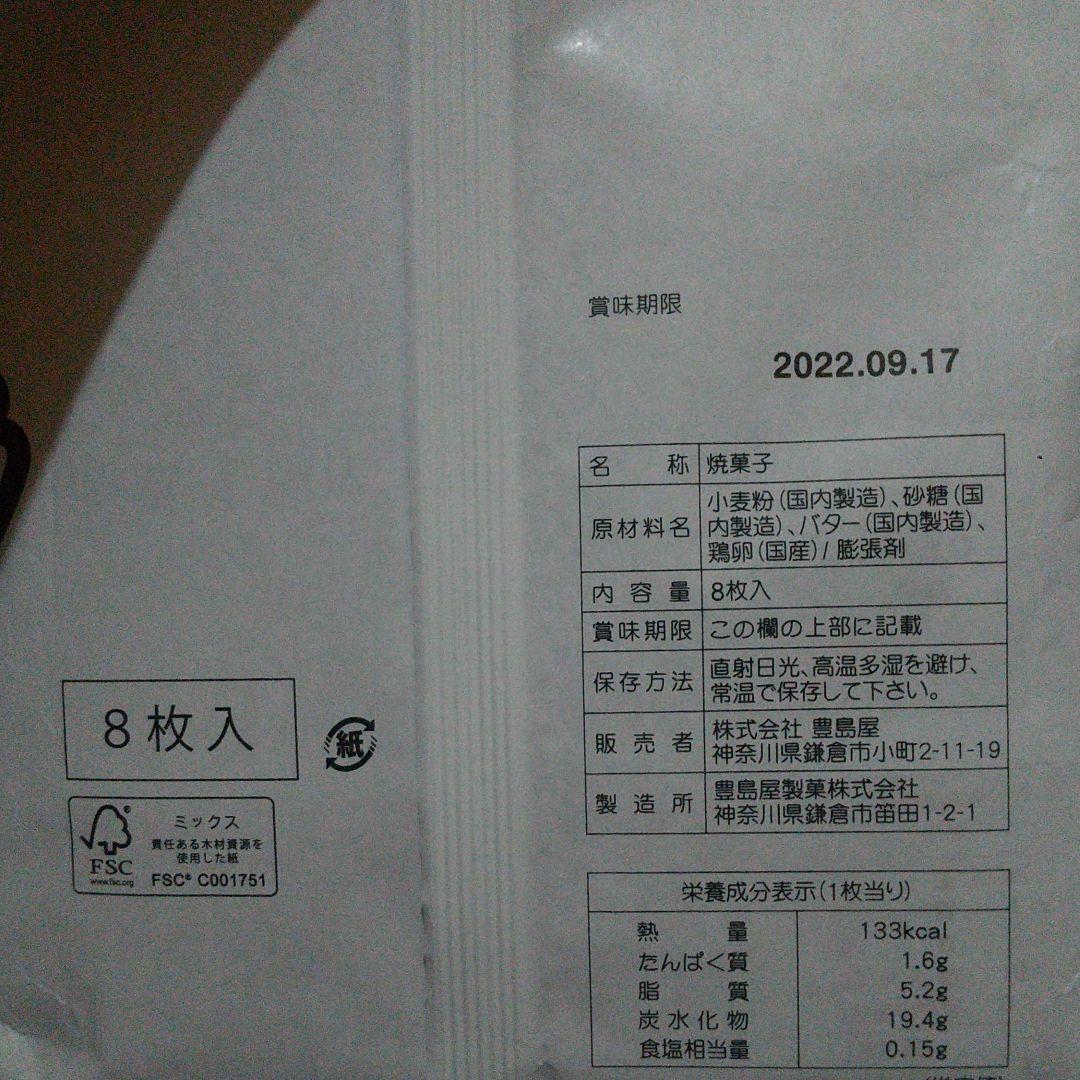 賞味期限
2022.09.17
名称 焼菓子
原材料名 小麦粉(国内製造)、砂糖(国
内製造)、バター(国内製造)、
鶏卵(国産)/膨張剤
内容量 8枚入
賞味期限 この欄の上部に記載
保存方法 直射日光、高温多湿を避け、
常温で保存して下さい。
販売者 株式会社 豊島屋
神奈川県鎌倉市小町2-11-19
製造所 豊島屋製菓株式会社
神奈川県鎌倉市笛田1-2-1
栄養成分表示(1枚当り)
熱量 133kcal
たんぱく質 1.6g
脂質 5.2g
炭水化物 19.4g
食塩相当量 0.15g
8枚入
紙
FSC
www.fsc.org
ミックス
責任ある木材資源を
使用した紙
FSC® C001751